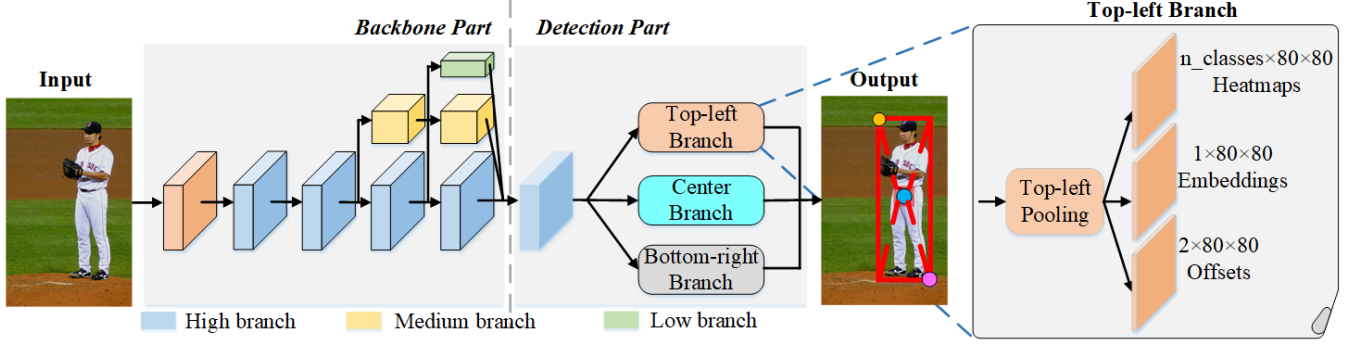 Backbone Part
Detection Part
Top-left Branch
Input
Output
Top-left
Branch
Center
Branch
Bottom-right
Branch
Top-left
Pooling
n_classes×80×80
Heatmaps
1×80×80
Embeddings
2×80×80
Offsets
High branch
Medium branch
Low branch